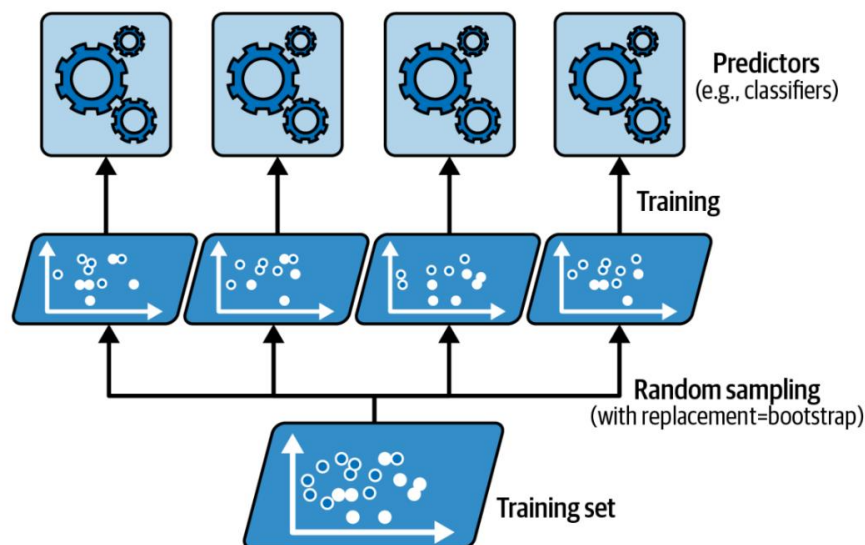 Predictors
(e.g., classifiers)
Training
Random sampling
(with replacement=bootstrap)
Training set